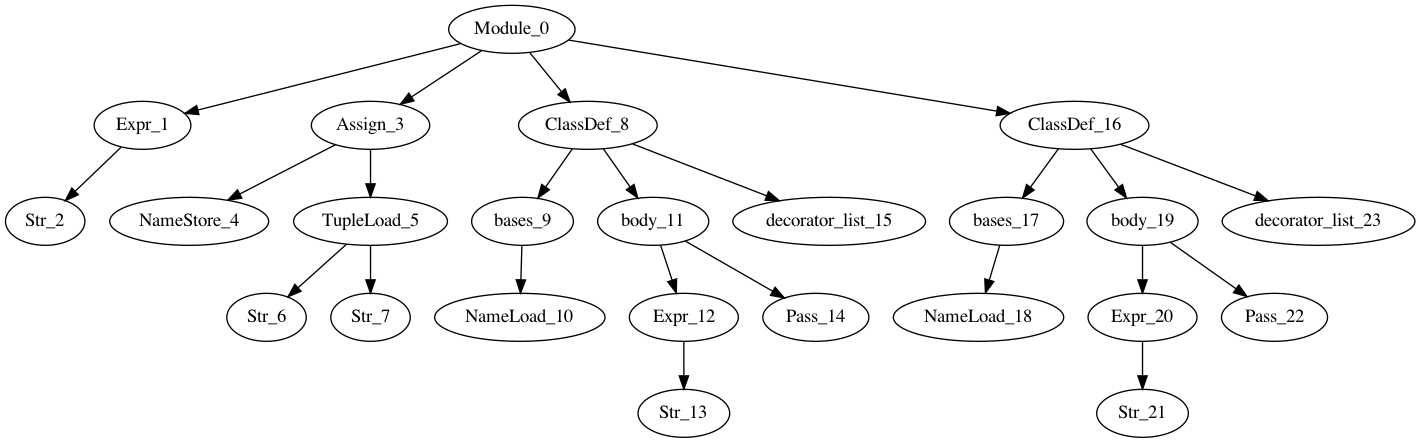 Module_0
Expr_1
Assign_3
ClassDef_8
ClassDef_16
Str_2
NameStore_4
TupleLoad_5
bases_9
body_11
decorator_list_15
bases_17
body_19
decorator_list_23
Str_6
Str_7
NameLoad_10
Expr_12
Pass_14
NameLoad_18
Expr_20
Pass_22
Str_13
Str_21